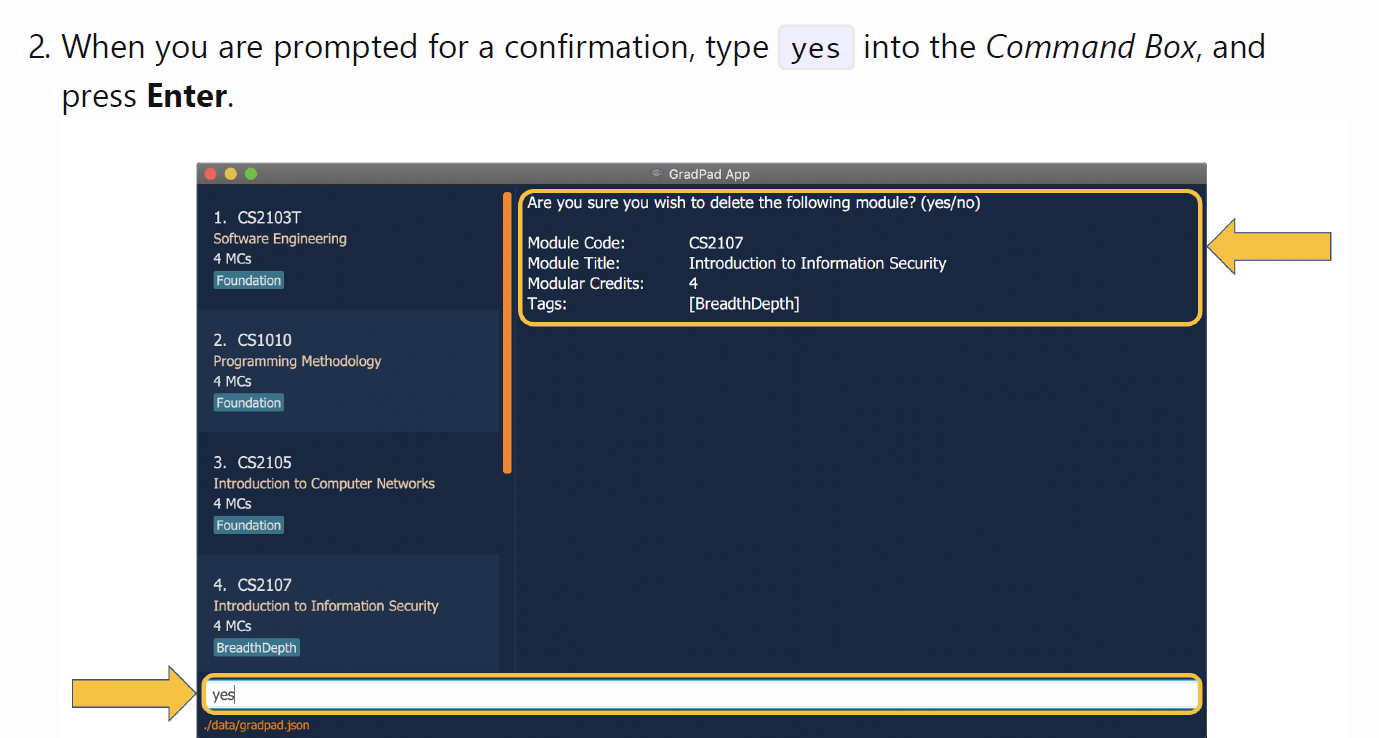 2. When you are prompted for a confirmation, type yes into the Command Box, and
press Enter.
GradPad App
1. CS2103T
Software Engineering
4 MCs
Foundation
2. CS1010
Programming Methodology
4 MCs
Foundation
3. CS2105
Introduction to Computer Networks
4 MCs
Foundation
4. CS2107
Introduction to Information Security
4 MCs
BreadthDepth
Are you sure you wish to delete the following module? (yes/no)
Module Code: CS2107
Module Title: Introduction to Information Security
Modular Credits: 4
Tags: [BreadthDepth]
yes
./data/gradpad.json